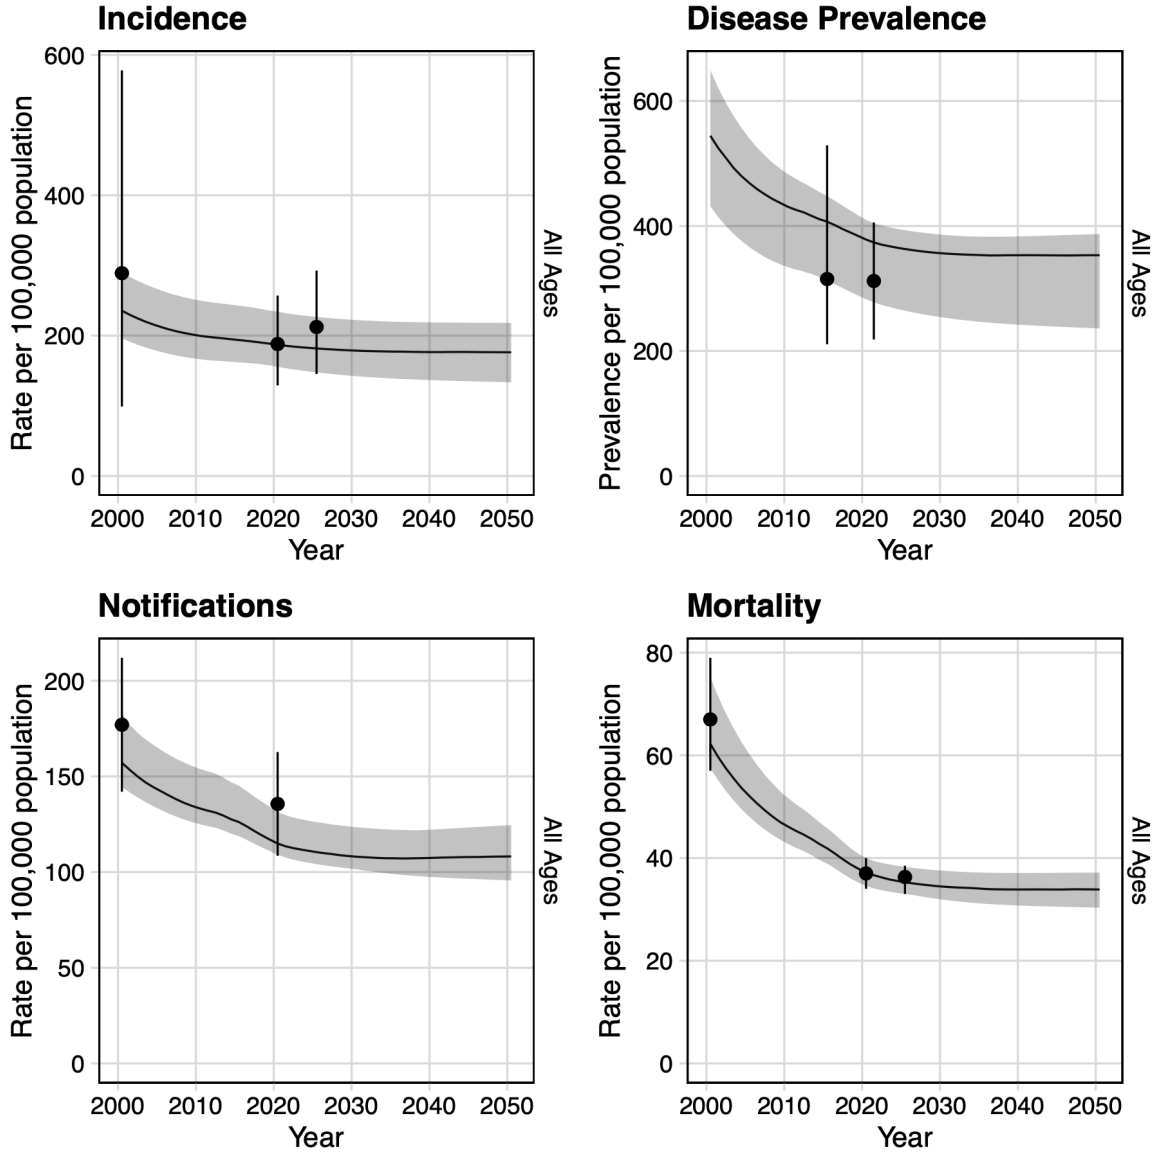 Incidence
Rate per 100,000 population
600
400
200
0
2000 2010 2020 2030 2040 2050
Year
All Ages
Disease Prevalence
Prevalence per 100,000 population
600
400
200
0
2000 2010 2020 2030 2040 2050
Year
All Ages
Notifications
Rate per 100,000 population
200
150
100
50
0
2000 2010 2020 2030 2040 2050
Year
All Ages
Mortality
Rate per 100,000 population
80
60
40
20
0
2000 2010 2020 2030 2040 2050
Year
All Ages